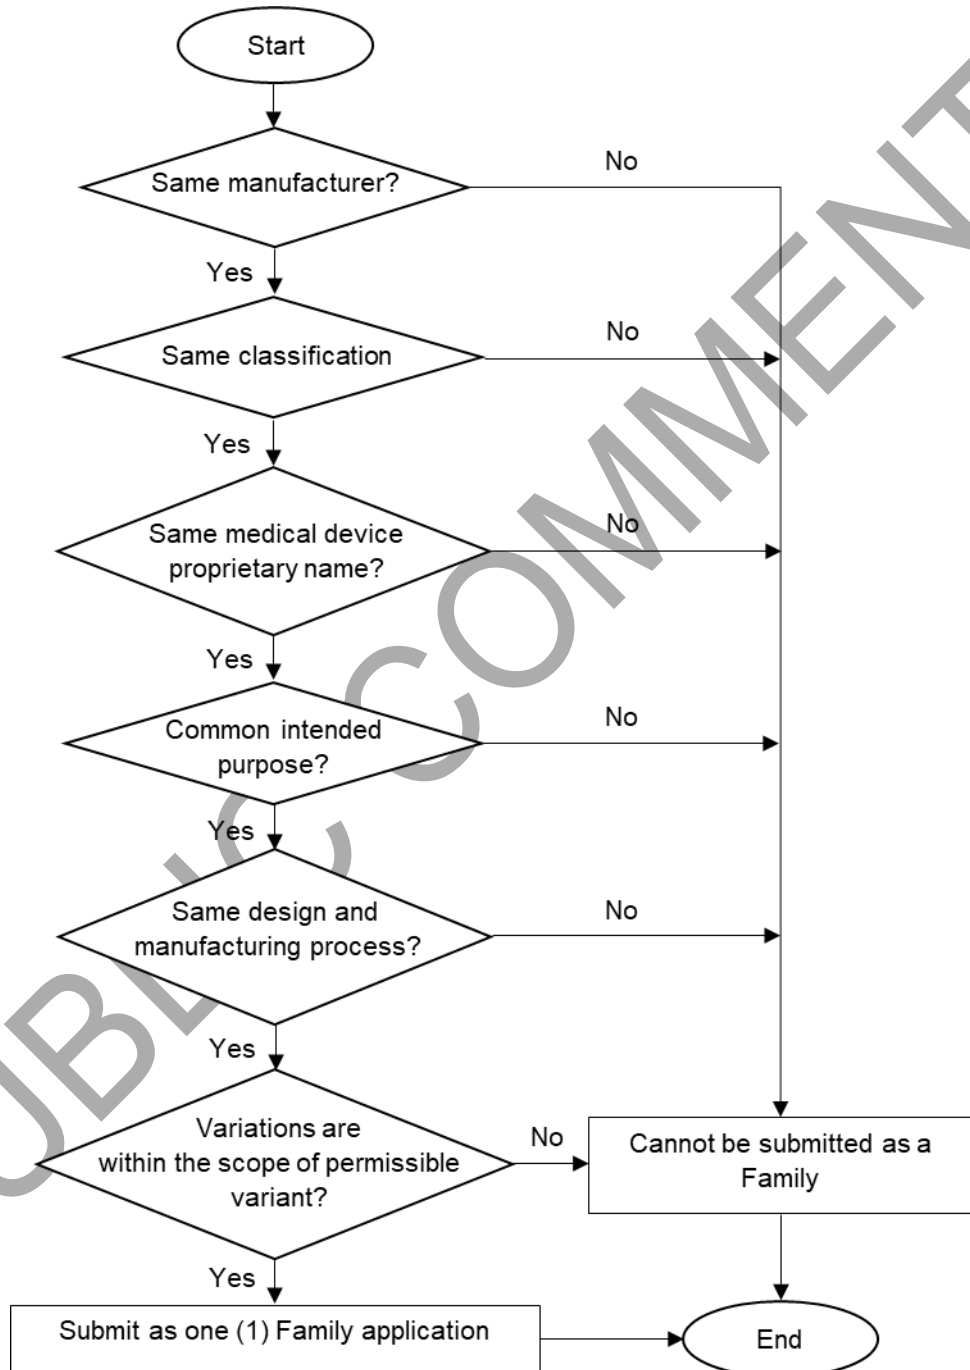 Start
Same manufacturer?
No
Yes
Same classification
No
Yes
Same medical device
proprietary name?
No
Yes
Common intended
purpose?
No
Yes
Same design and
manufacturing process?
No
Yes
Variations are
within the scope of permissible
variant?
No
Cannot be submitted as a
Family
Yes
Submit as one (1) Family application
End
UBLIC COMMENT